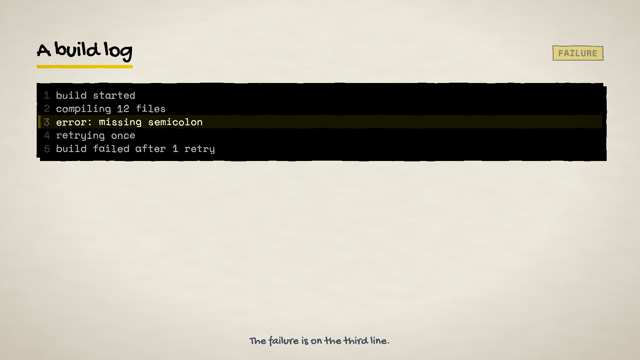 A build log
FAILURE
1 build started
2 compiling 12 files
3 error: missing semicolon
4 retrying once
5 build failed after 1 retry
The failure is on the third line.